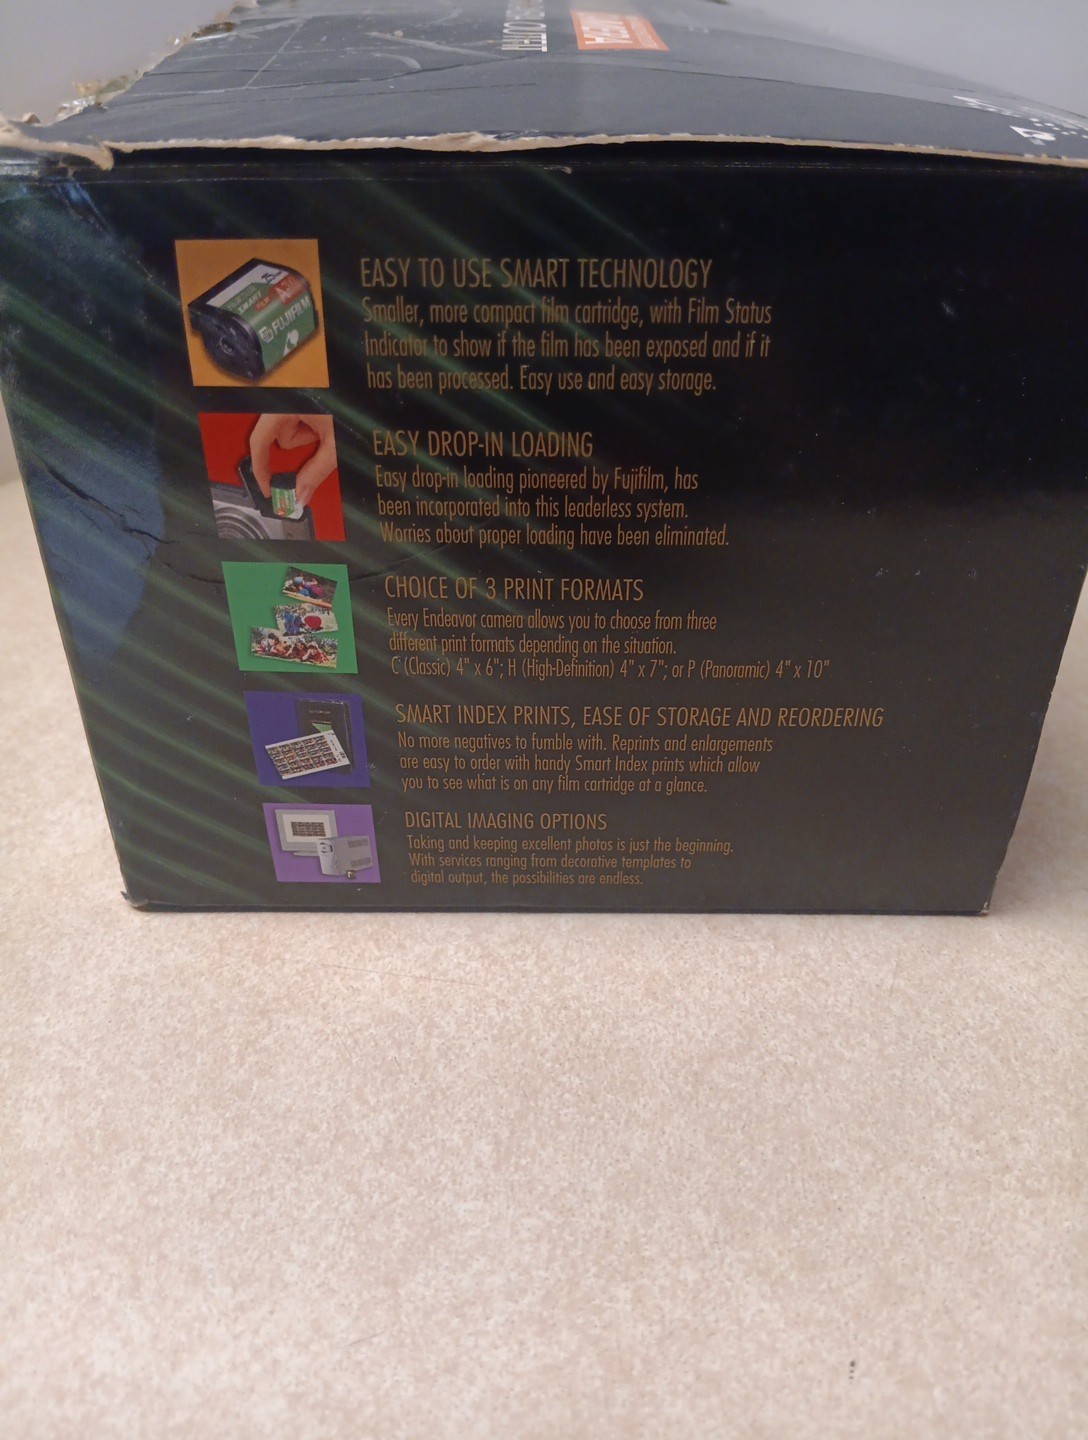 EASY TO USE SMART TECHNOLOGY
Smaller, more compact film cartridge, with Film Status
Indicator to show if the film has been exposed and if it
has been processed. Easy use and easy storage.
SMART
FUJIFILM
EASY DROP-IN LOADING
Easy drop-in loading pioneered by Fujifilm, has
been incorporated into this leaderless system.
Worries about proper loading have been eliminated.
CHOICE OF 3 PRINT FORMATS
Every Endeavor camera allows you to choose from three
different print formats depending on the situation.
C (Classic) 4" x 6"; H (High-Definition) 4" x 7"; or P (Panoramic) 4" x 10"
SMART INDEX PRINTS, EASE OF STORAGE AND REORDERING
No more negatives to fumble with. Reprints and enlargements
are easy to order with handy Smart Index prints which allow
you to see what is on any film cartridge at a glance.
DIGITAL IMAGING OPTIONS
Taking and keeping excellent photos is just the beginning.
With services ranging from decorative templates to
digital output, the possibilities are endless.